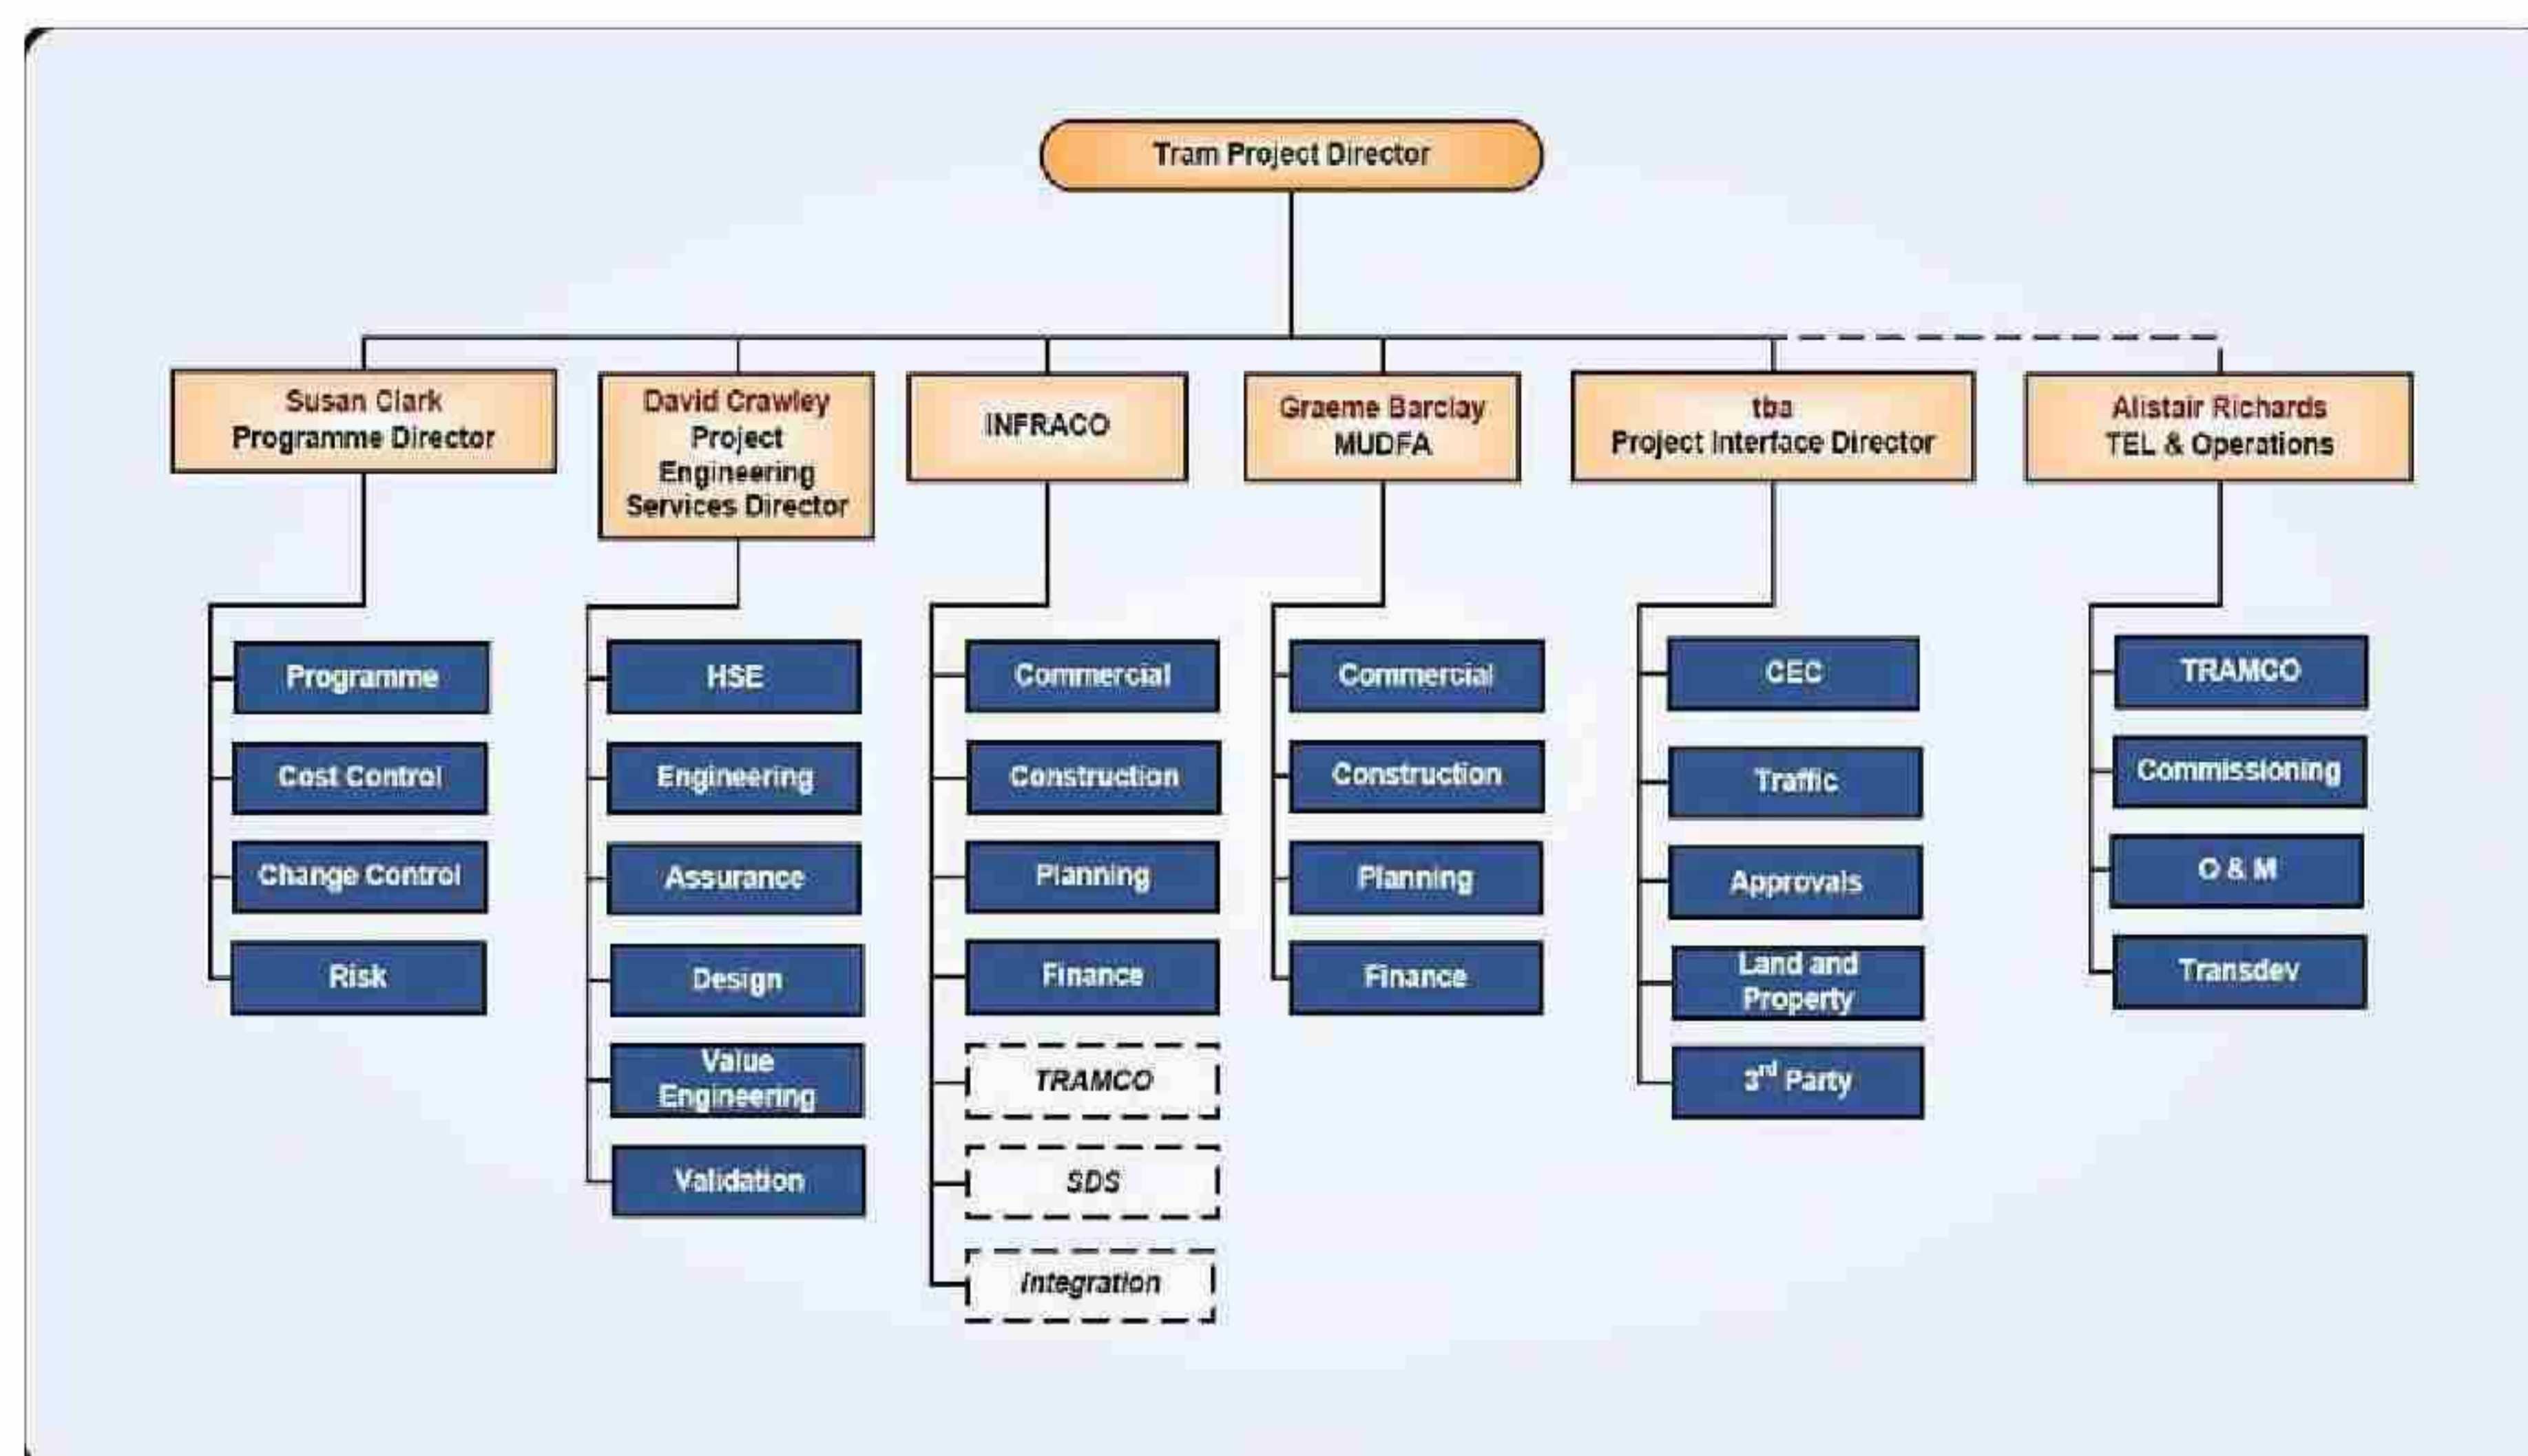 Tram Project Director
Susan Clark
Programme Director
David Crawley
Project
Engineering
Services Director
INFRACO
Graeme Barclay
MUDFA
tba
Project Interface Director
Alistair Richards
TEL & Operations
Programme
Cost Control
Change Control
Risk
HSE
Engineering
Assurance
Design
Value
Engineering
Validation
Commercial
Construction
Planning
Finance
TRAMCO
SDS
Integration
Commercial
Construction
Planning
Finance
CEC
Traffic
Approvals
Land and
Property
3rd Party
TRAMCO
Commissioning
O & M
Transdev